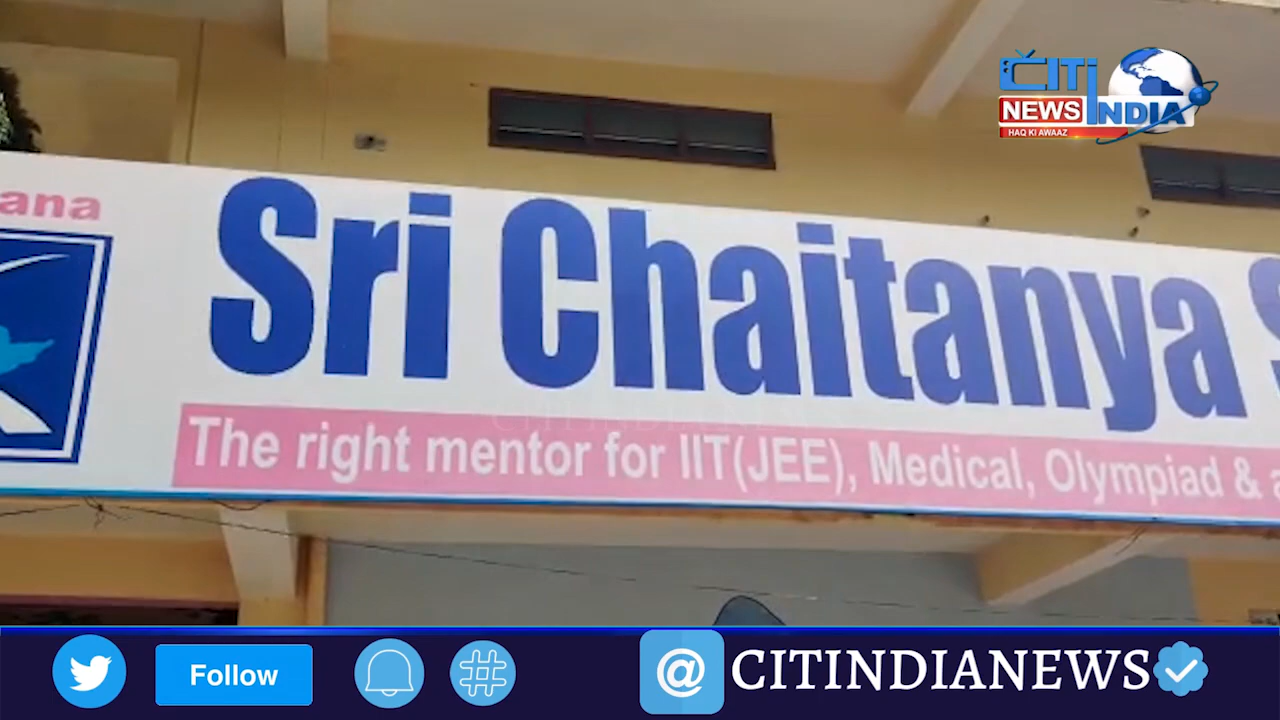 CITI
NEWS INDIA
HAQ KI AWAAZ
ana
Sri Chaitanya S
The right mentor for IIT(JEE), Medical, Olympiad & a
Follow
@ CITINDIANEWS